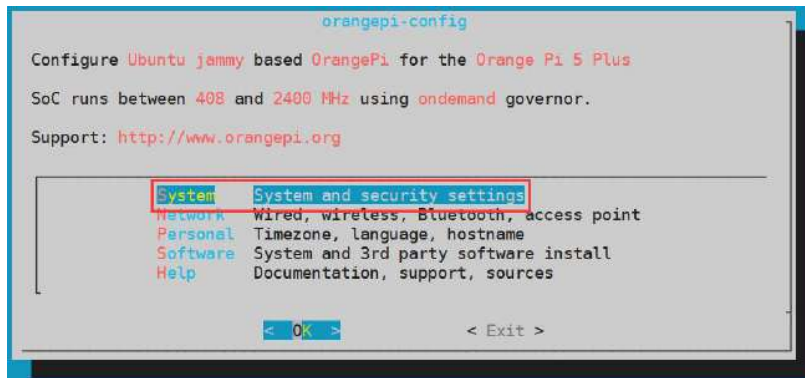 orangepi-config
Configure Ubuntu jammy based OrangePi for the Orange Pi 5 Plus
SoC runs between 408 and 2400 MHz using ondemand governor.
Support: http://www.orangepi.org
System System and security settings
Network Wired, wireless, Bluetooth, access point
Personal Timezone, language, hostname
Software System and 3rd party software install
Help Documentation, support, sources
< OK > < Exit >